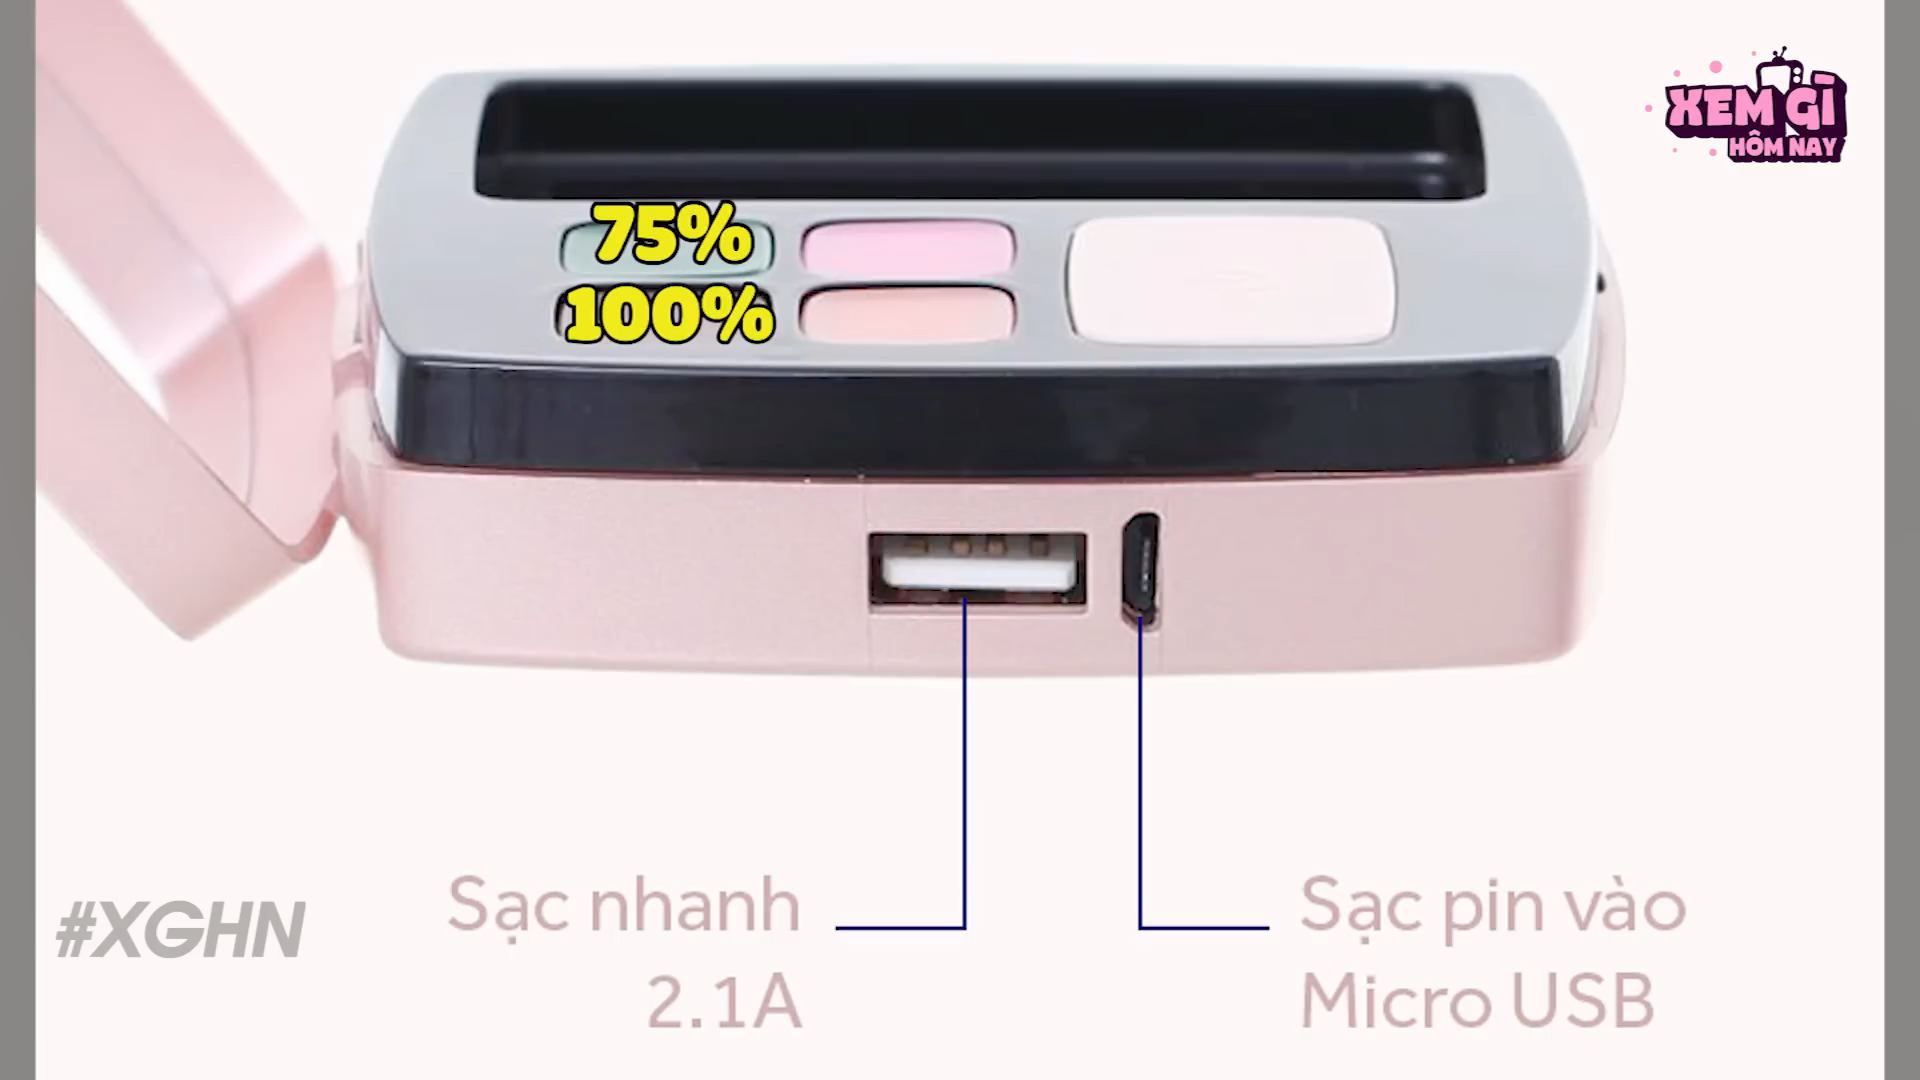 XEM GÌ
HÔM NAY
75%
100%
#XGHN
Sạc nhanh
2.1A
Sạc pin vào
Micro USB